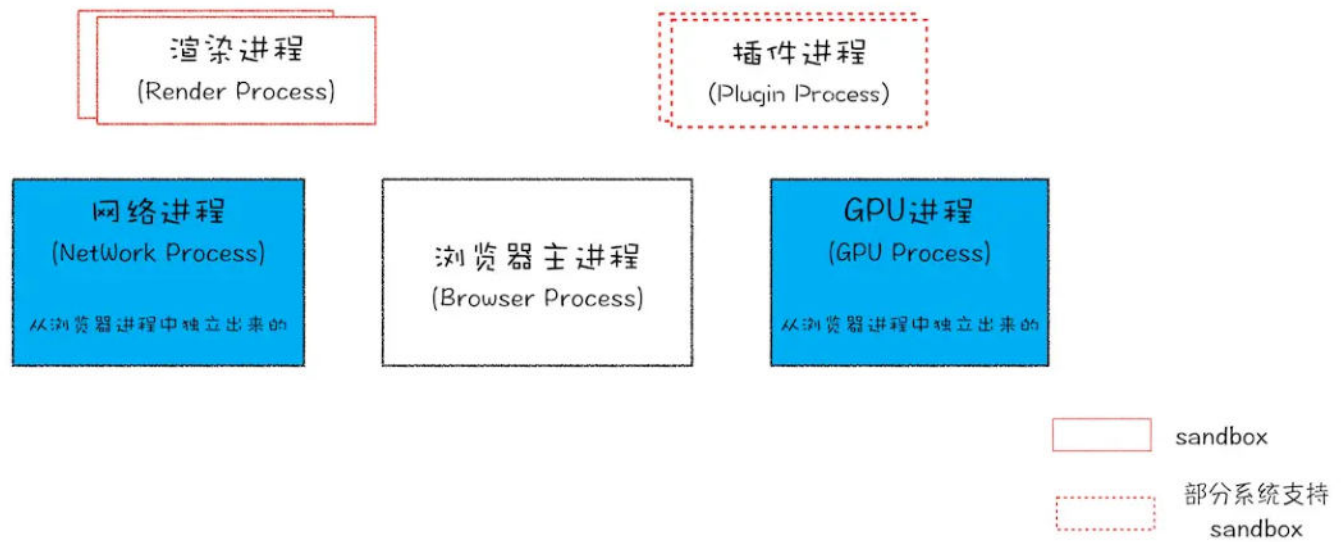 渲染进程
(Render Process)
插件进程
(Plugin Process)
网络进程
(NetWork Process)
从浏览器进程中独立出来的
浏览器主进程
(Browser Process)
GPU进程
(GPU Process)
从浏览器进程中独立出来的
sandbox
部分系统支持
sandbox